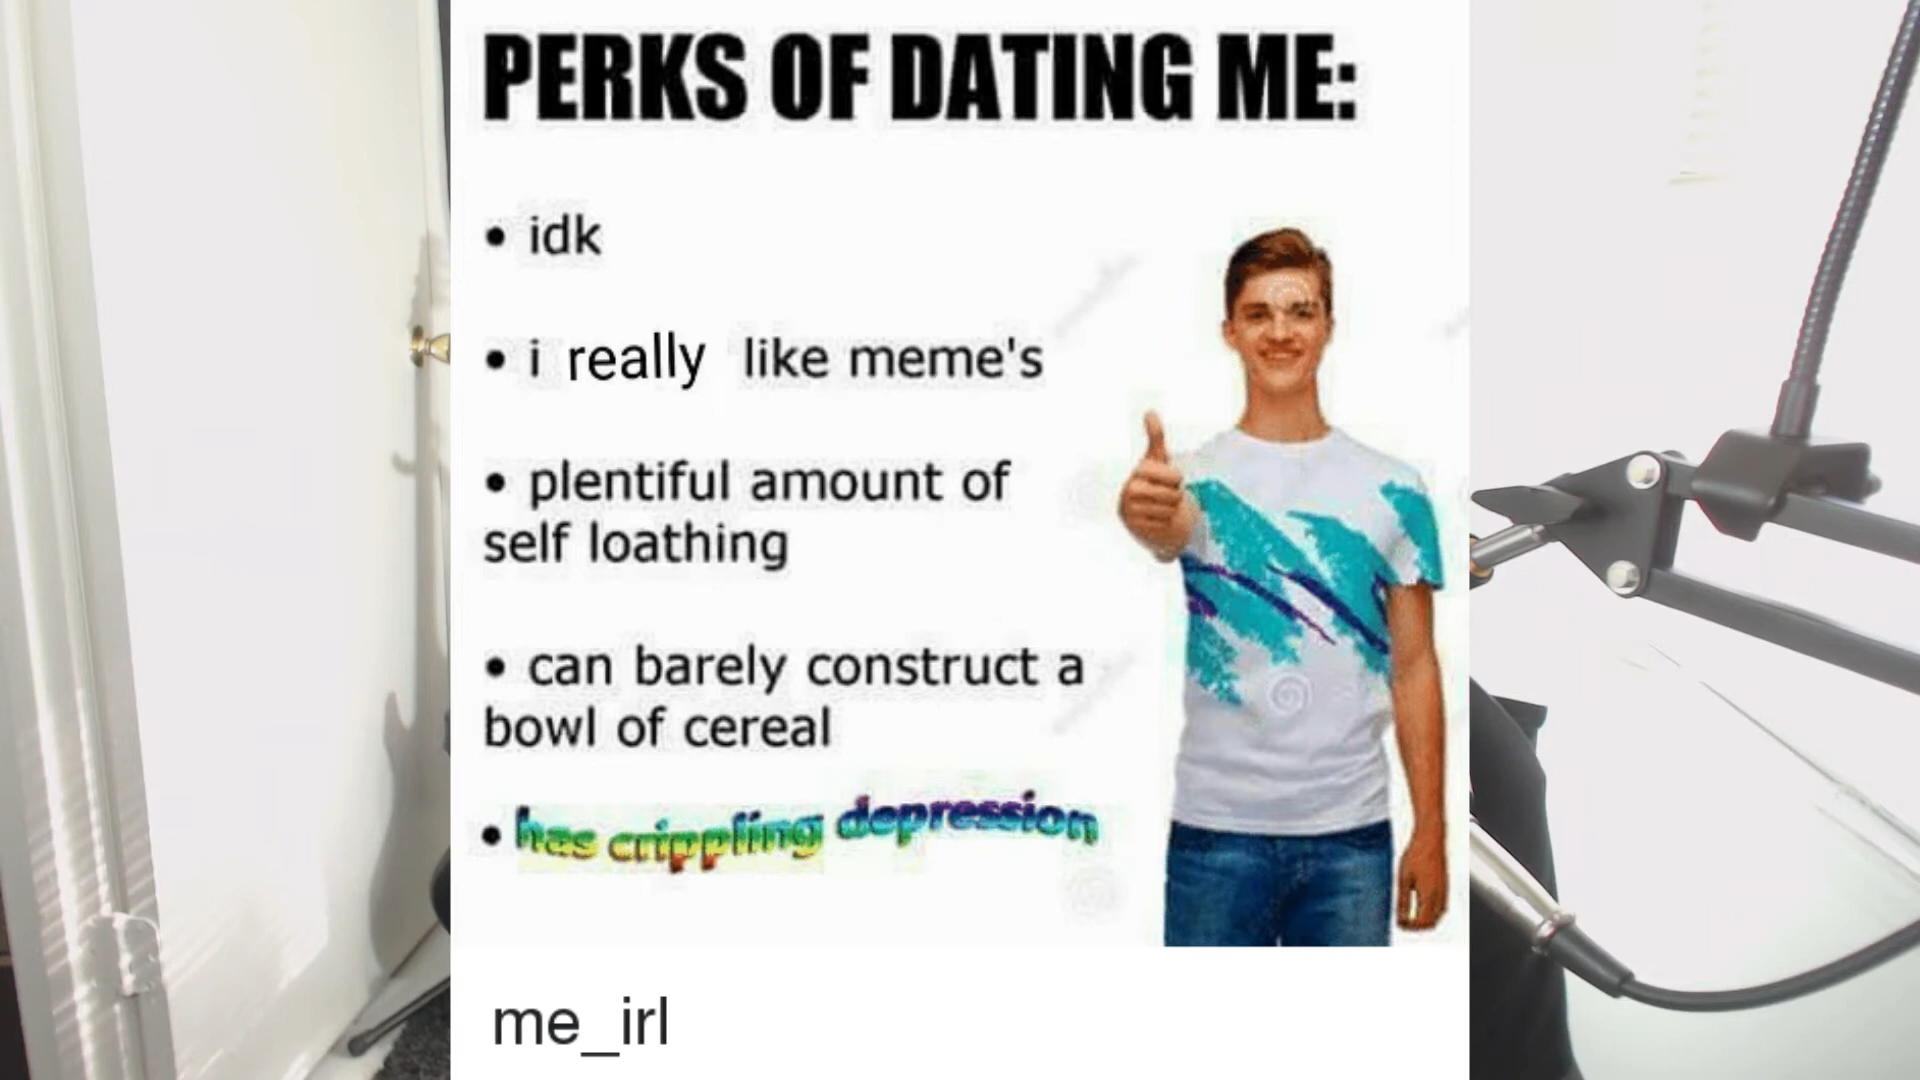 PERKS OF DATING ME:
• idk
• i really like meme's
• plentiful amount of
self loathing
• can barely construct a
bowl of cereal
• has crippling depression
me_irl